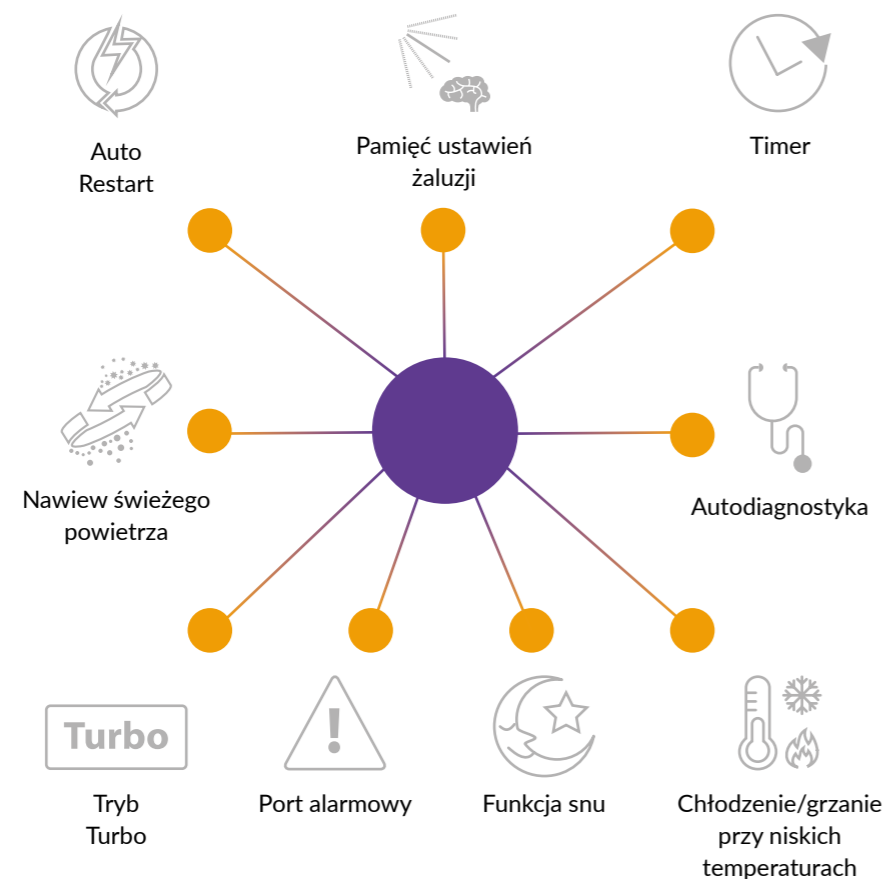 Auto
Restart
Pamięć ustawień
żaluzji
Timer
Nawiew świeżego
powietrza
Autodiagnostyka
Turbo
!
Tryb
Turbo
Port alarmowy
Funkcja snu
Chłodzenie/grzanie
przy niskich
temperaturach